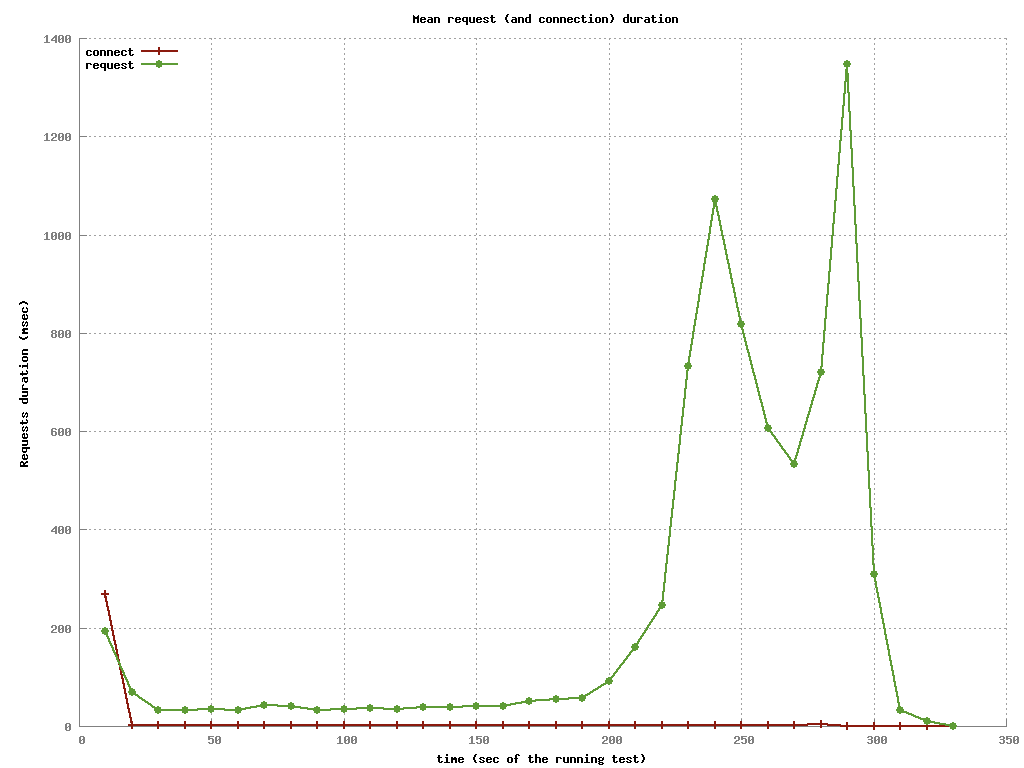 Mean request (and connection) duration
connect
request
1400
1200
1000
800
600
400
200
0
Requests duration (msec)
0 50 100 150 200 250 300 350
time (sec of the running test)